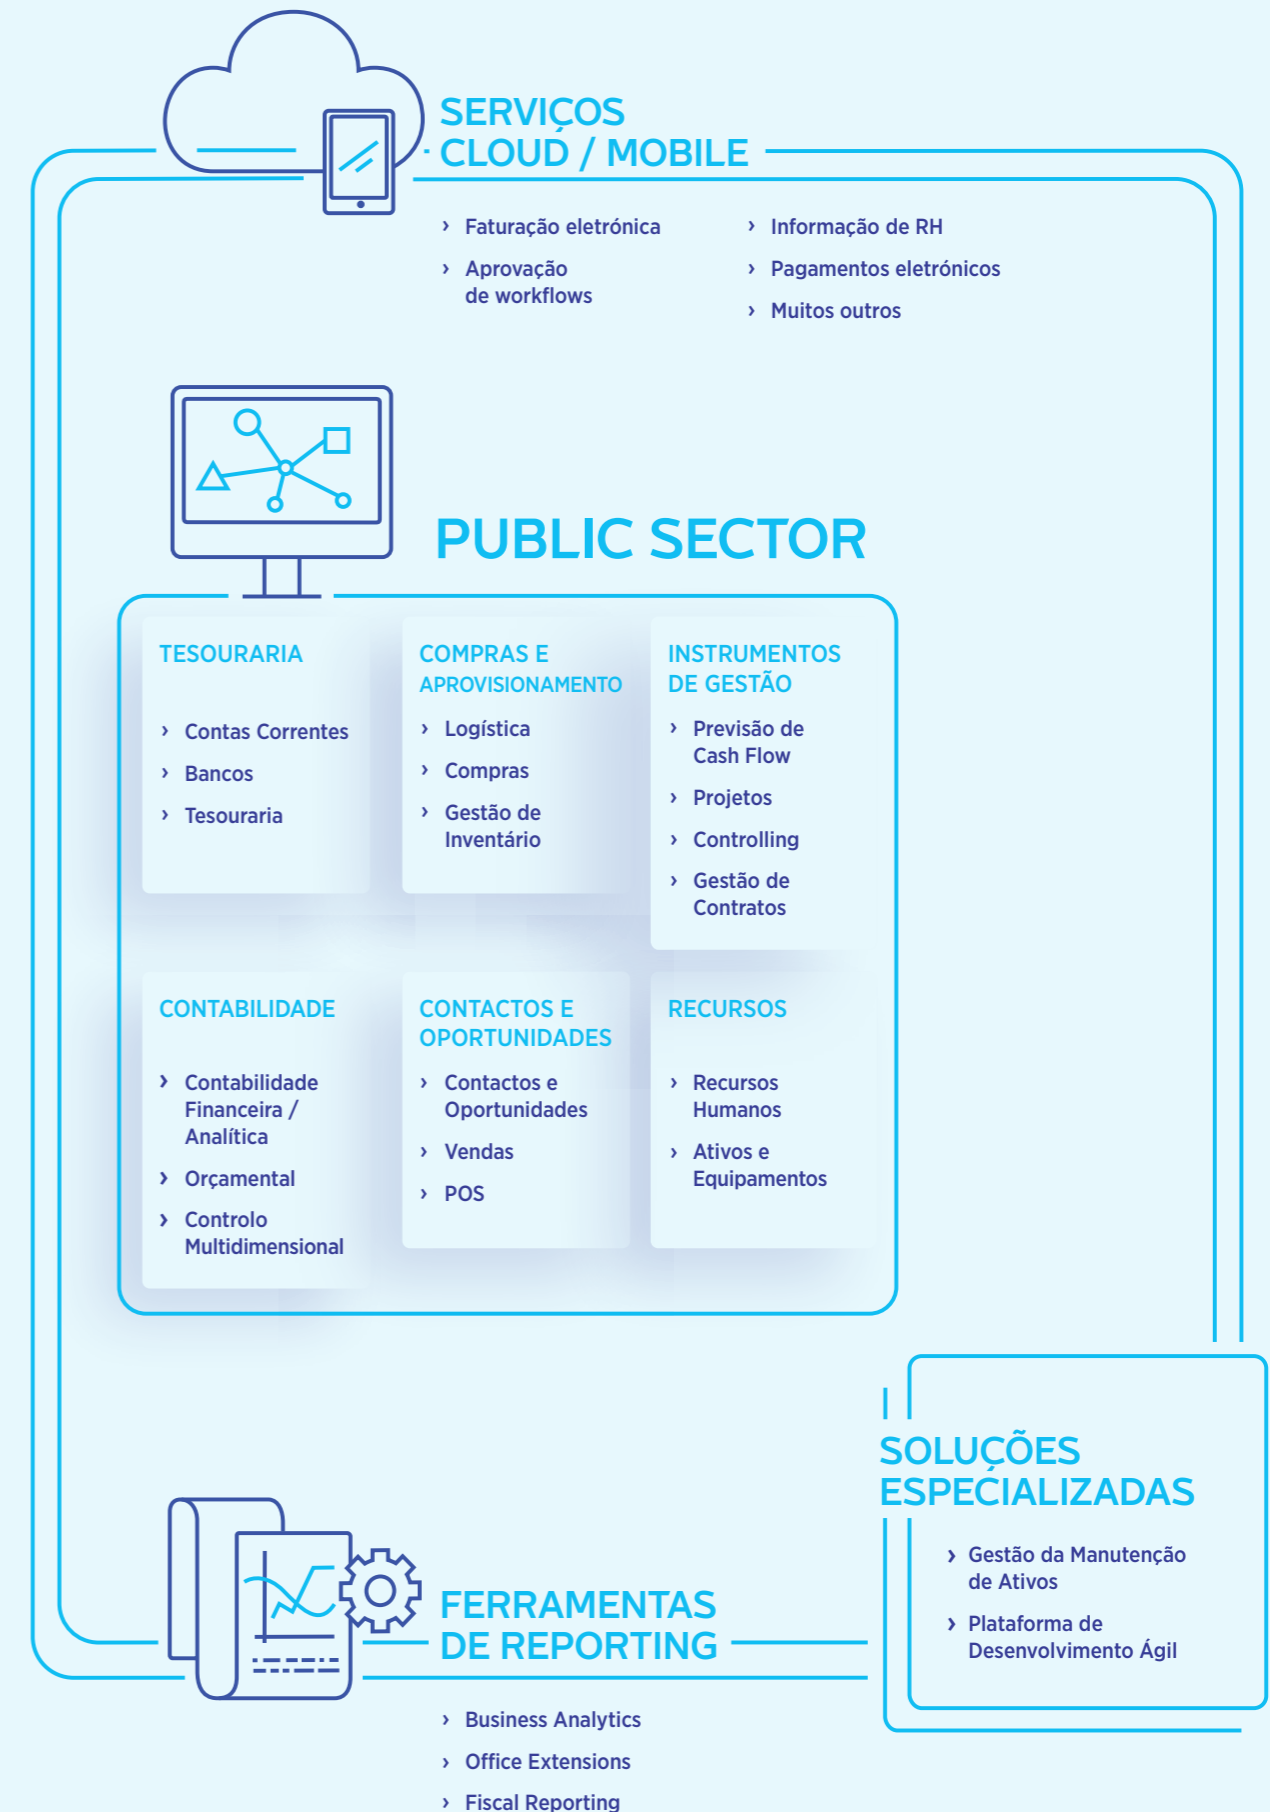 SERVIÇOS
CLOUD / MOBILE
› Faturação eletrónica
› Aprovação
de workflows
› Informação de RH
› Pagamentos eletrónicos
› Muitos outros
PUBLIC SECTOR
TESOURARIA
› Contas Correntes
› Bancos
› Tesouraria
COMPRAS E
APROVISIONAMENTO
› Logística
› Compras
› Gestão de
Inventário
INSTRUMENTOS
DE GESTÃO
› Previsão de
Cash Flow
› Projetos
› Controlling
› Gestão de
Contratos
CONTABILIDADE
› Contabilidade
Financeira /
Analítica
› Orçamental
› Controlo
Multidimensional
CONTACTOS E
OPORTUNIDADES
› Contactos e
Oportunidades
› Vendas
› POS
RECURSOS
› Recursos
Humanos
› Ativos e
Equipamentos
SOLUÇÕES
ESPECIALIZADAS
› Gestão da Manutenção
de Ativos
› Plataforma de
Desenvolvimento Ágil
FERRAMENTAS
DE REPORTING
› Business Analytics
› Office Extensions
› Fiscal Reporting